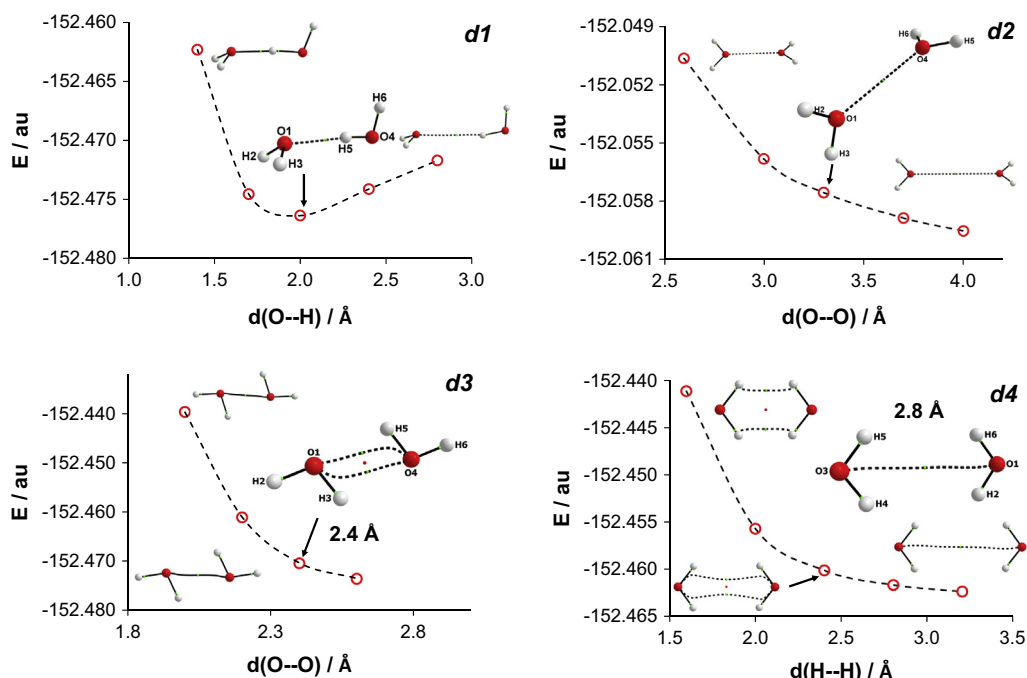 d1
E / au
-152.460
-152.465
-152.470
-152.475
-152.480
H6
O1
O4
H5
H2
H3
1.0 1.5 2.0 2.5 3.0
d(O--H) / Å
d2
E / au
-152.049
-152.052
-152.055
-152.058
-152.061
H6
H5
O4
H2
O1
H3
2.5 3.0 3.5 4.0
d(O--O) / Å
d3
E / au
-152.440
-152.450
-152.460
-152.470
-152.480
H5
H6
O1
O4
H2
H3
2.4 Å
1.8 2.3 2.8
d(O--O) / Å
d4
E / au
-152.440
-152.445
-152.450
-152.455
-152.460
-152.465
2.8 Å
H5
H6
O3
O1
H4
H2
1.5 2.0 2.5 3.0 3.5
d(H--H) / Å